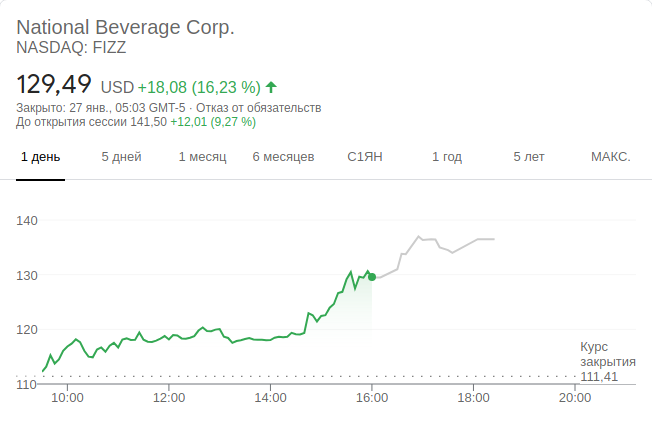 National Beverage Corp.
NASDAQ: FIZZ
129,49 USD +18,08 (16,23 %)
Закрыто: 27 янв., 05:03 GMT-5 · Отказ от обязательств
До открытия сессии 141,50 +12,01 (9,27 %)
1 день 5 дней 1 месяц 6 месяцев С1ЯН 1 год 5 лет МАКС.
140
130
120
Курс
закрытия
111,41
110
10:00 12:00 14:00 16:00 18:00 20:00